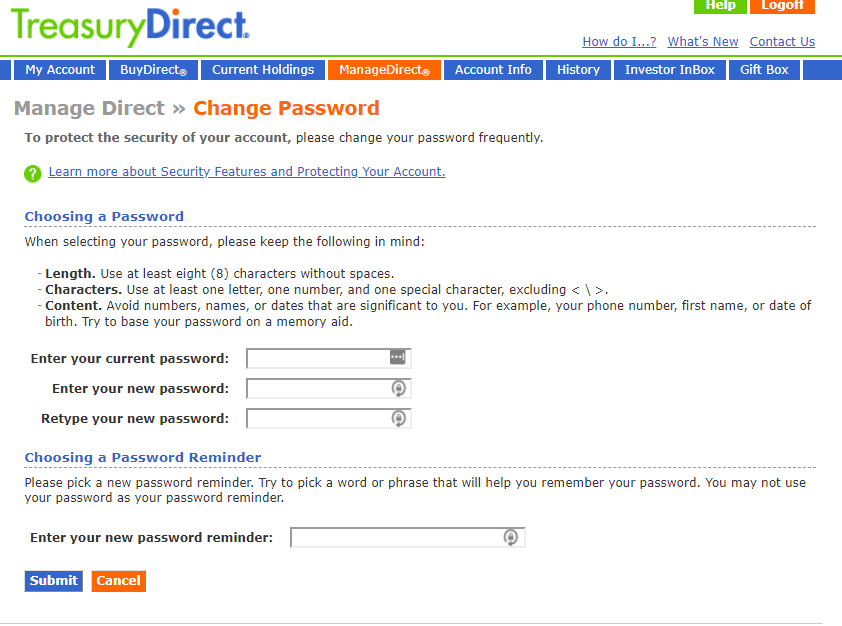 Help Logoff
TreasuryDirect®
How do I...? What's New Contact Us
My Account BuyDirect® Current Holdings ManageDirect® Account Info History Investor InBox Gift Box
Manage Direct » Change Password
To protect the security of your account, please change your password frequently.
? Learn more about Security Features and Protecting Your Account.
Choosing a Password
When selecting your password, please keep the following in mind:
- Length. Use at least eight (8) characters without spaces.
- Characters. Use at least one letter, one number, and one special character, excluding < \ >.
- Content. Avoid numbers, names, or dates that are significant to you. For example, your phone number, first name, or date of
birth. Try to base your password on a memory aid.
Enter your current password:
Enter your new password:
Retype your new password:
Choosing a Password Reminder
Please pick a new password reminder. Try to pick a word or phrase that will help you remember your password. You may not use
your password as your password reminder.
Enter your new password reminder:
Submit Cancel